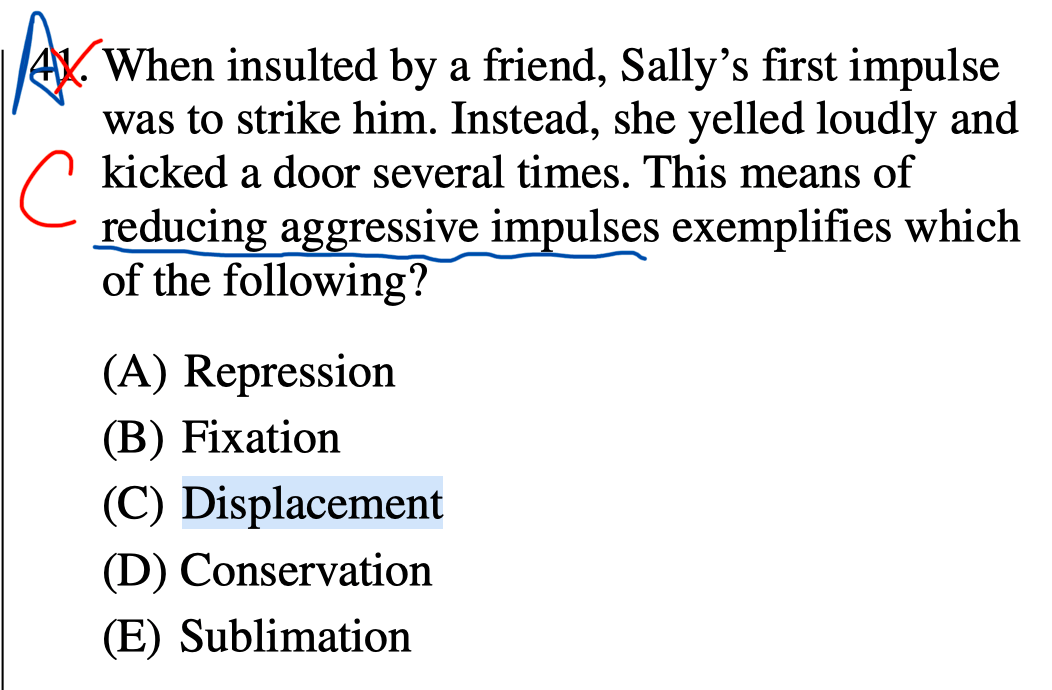 A
41. When insulted by a friend, Sally’s first impulse
was to strike him. Instead, she yelled loudly and
C
kicked a door several times. This means of
reducing aggressive impulses exemplifies which
of the following?
(A) Repression
(B) Fixation
(C) Displacement
(D) Conservation
(E) Sublimation